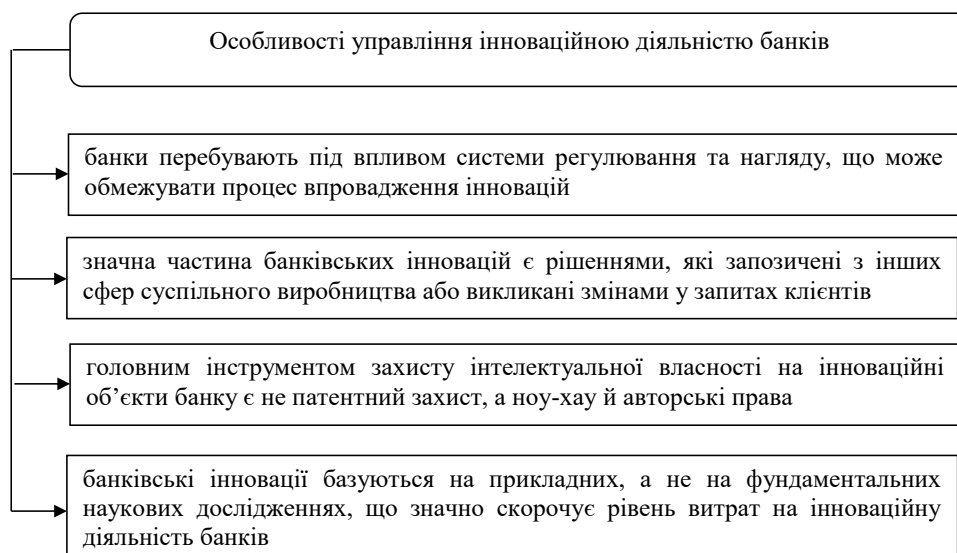 Особливості управління інноваційною діяльністю банків
банки перебувають під впливом системи регулювання та нагляду, що може
обмежувати процес впровадження інновацій
значна частина банківських інновацій є рішеннями, які запозичені з інших
сфер суспільного виробництва або викликані змінами у запитах клієнтів
головним інструментом захисту інтелектуальної власності на інноваційні
об’єкти банку є не патентний захист, а ноу-хау й авторські права
банківські інновації базуються на прикладних, а не на фундаментальних
наукових дослідженнях, що значно скорочує рівень витрат на інноваційну
діяльність банків